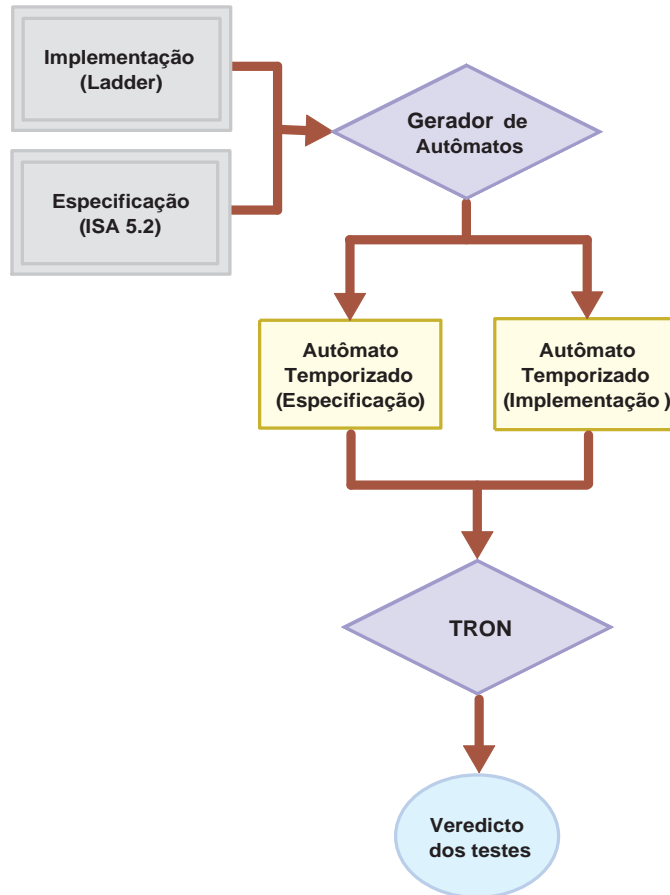 Implementação
(Ladder)
Especificação
(ISA 5.2)
Gerador de
Autômatos
Autômato
Temporizado
(Especificação)
Autômato
Temporizado
(Implementação )
TRON
Veredicto
dos testes